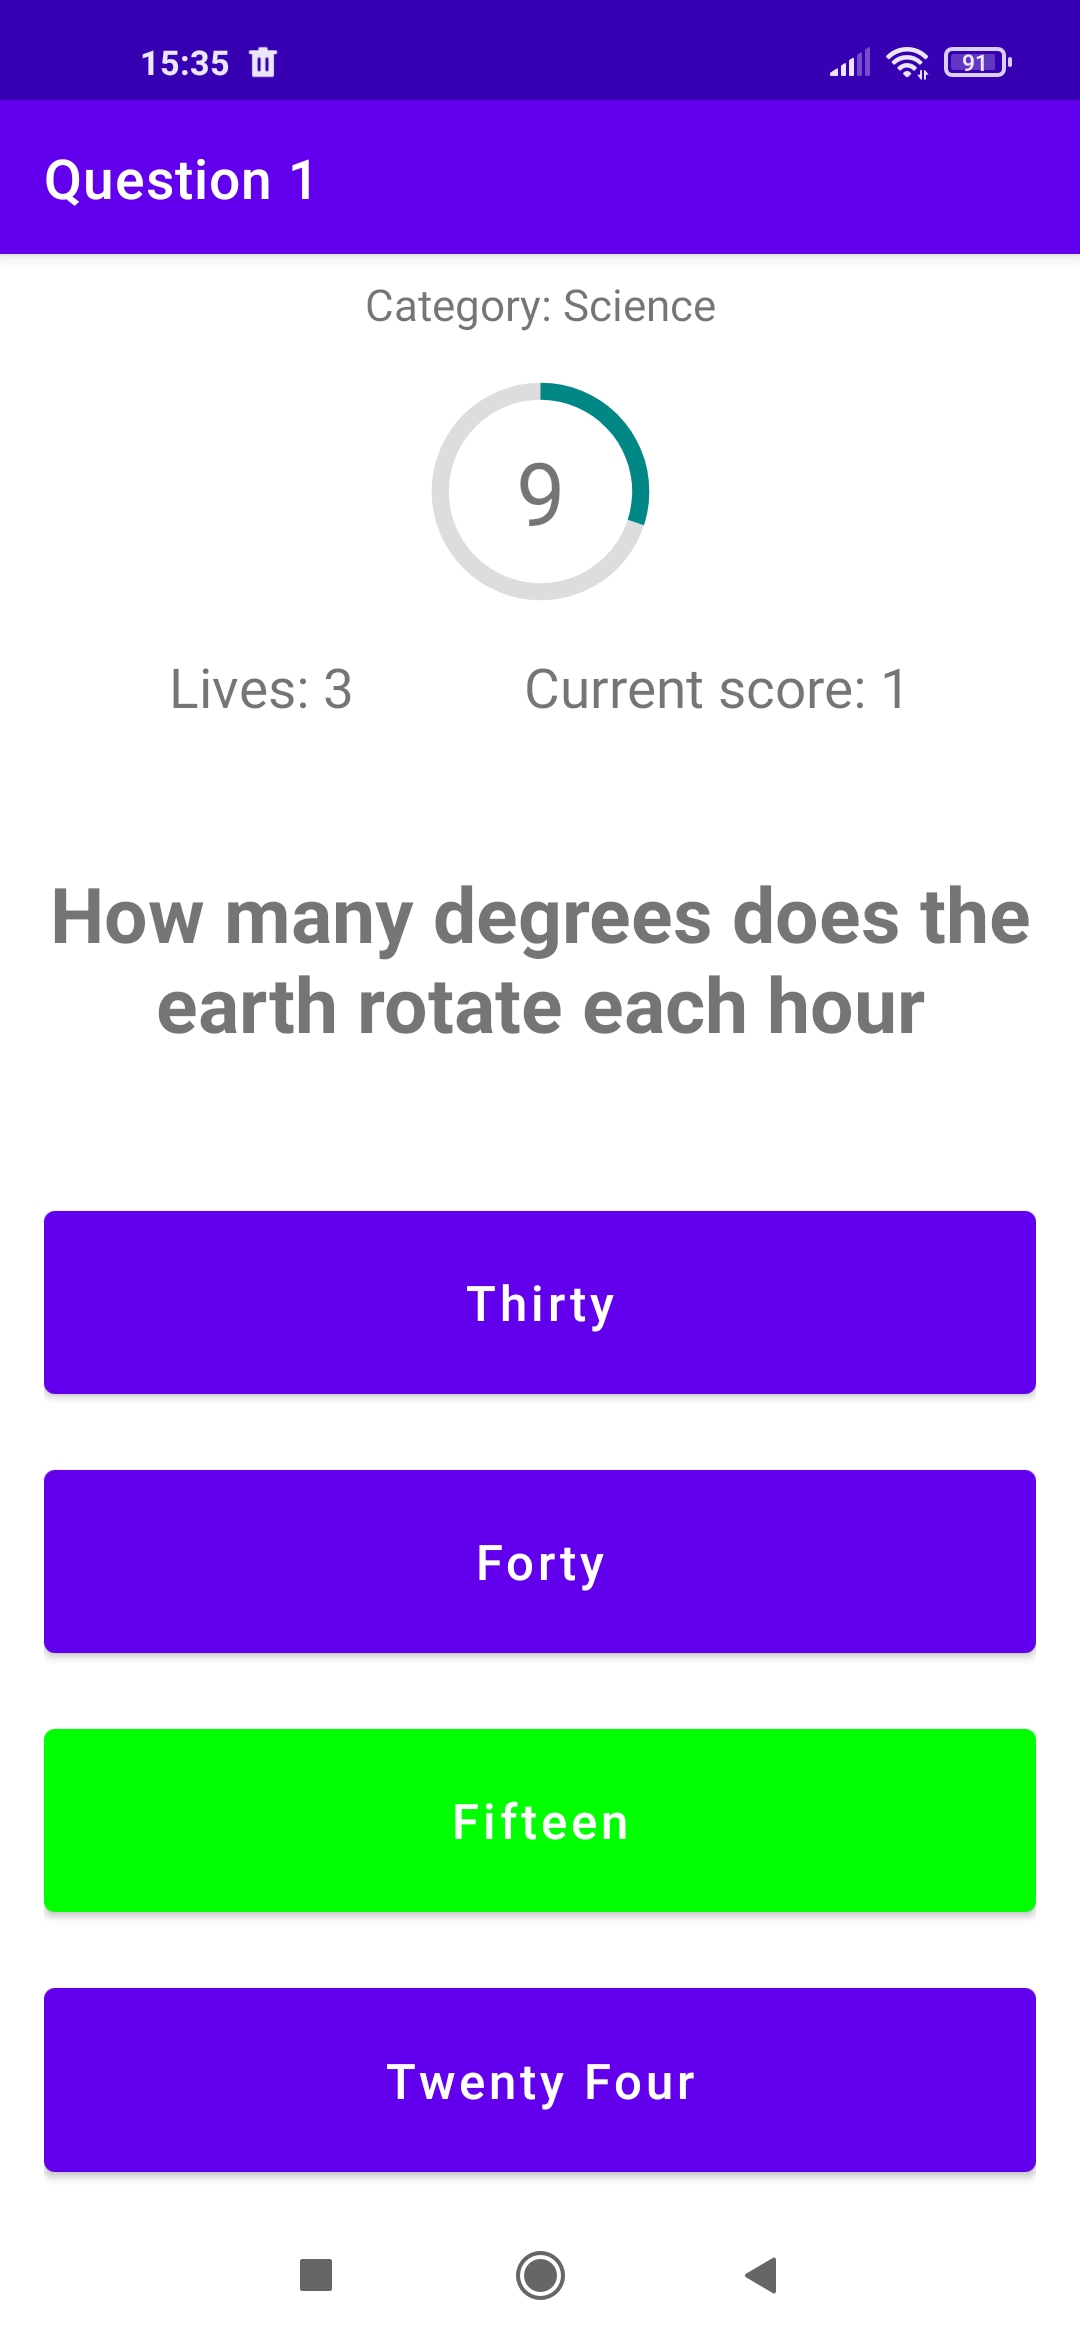 15:35
91
Question 1
Category: Science
9
Lives: 3 Current score: 1
How many degrees does the
earth rotate each hour
Thirty
Forty
Fifteen
Twenty Four